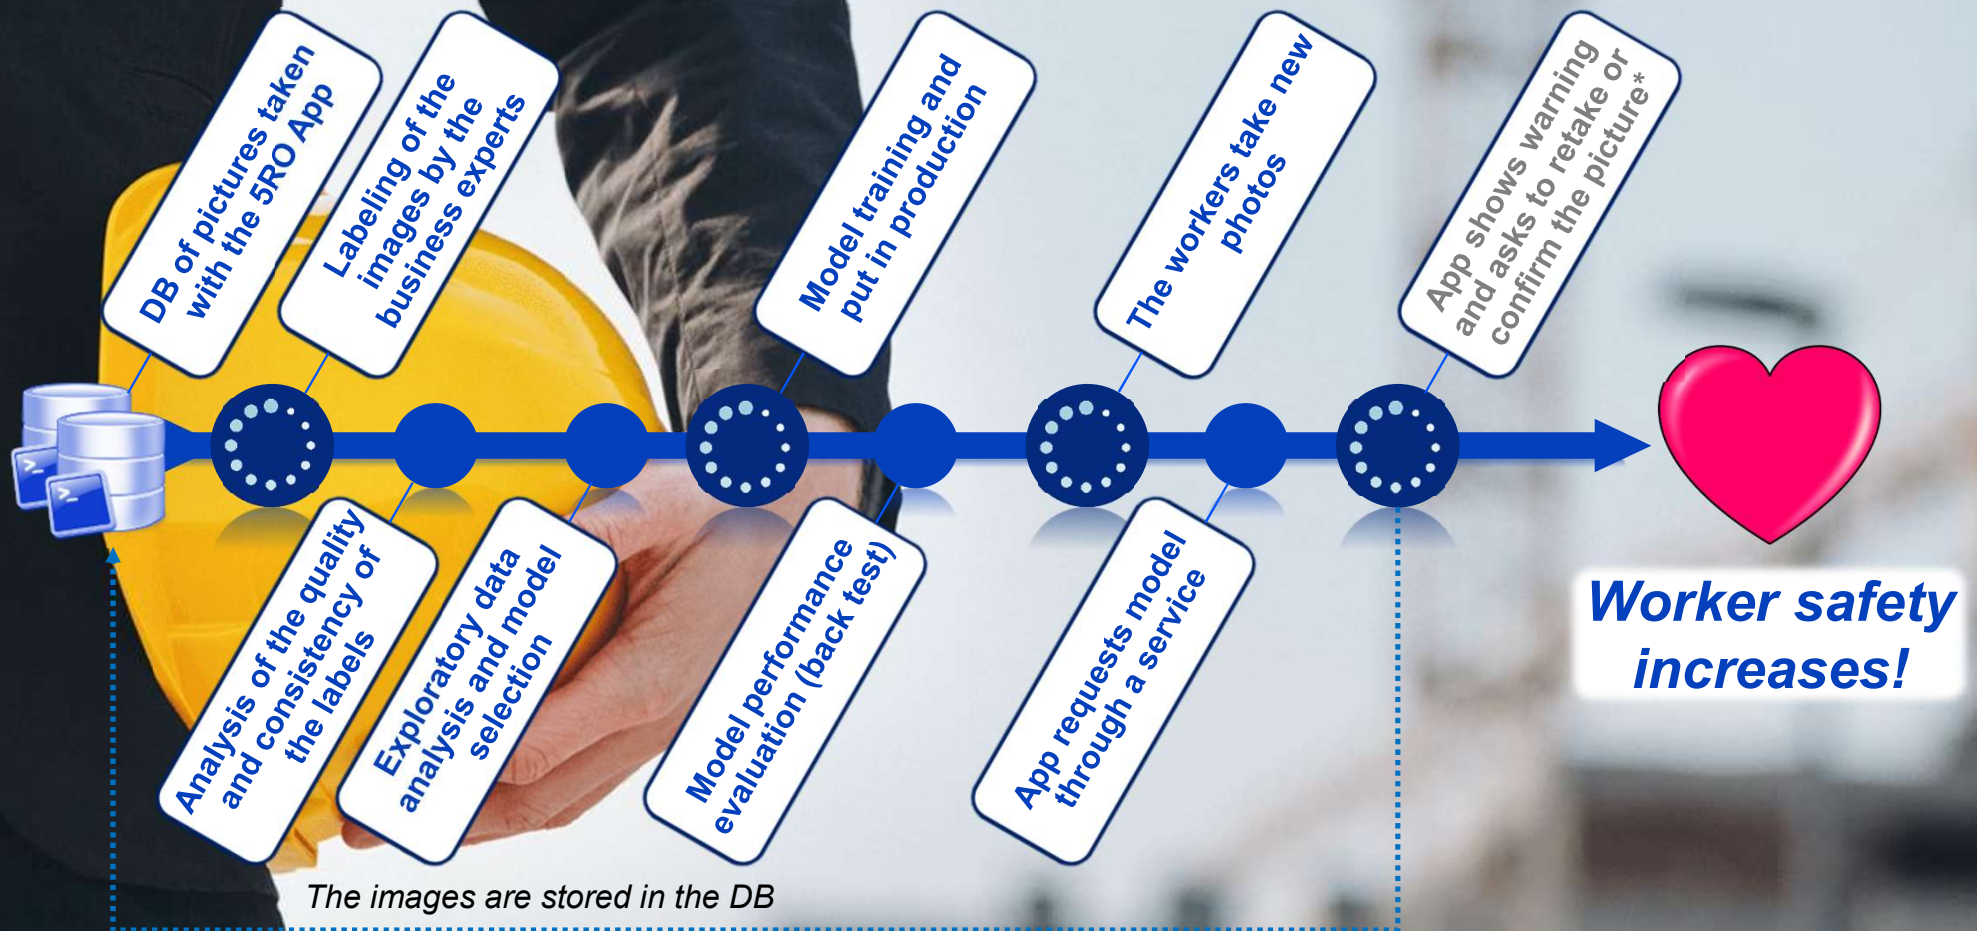 DB of pictures taken
with the 5RO App
Labeling of the
images by the
business experts
Analysis of the quality
and consistency of
the labels
Exploratory data
analysis and model
selection
Model training and
put in production
Model performance
evaluation (back test)
The workers take new
photos
App requests model
through a service
App shows warning
and asks to retake or
confirm the picture*
>_
>_
Worker safety
increases!
The images are stored in the DB